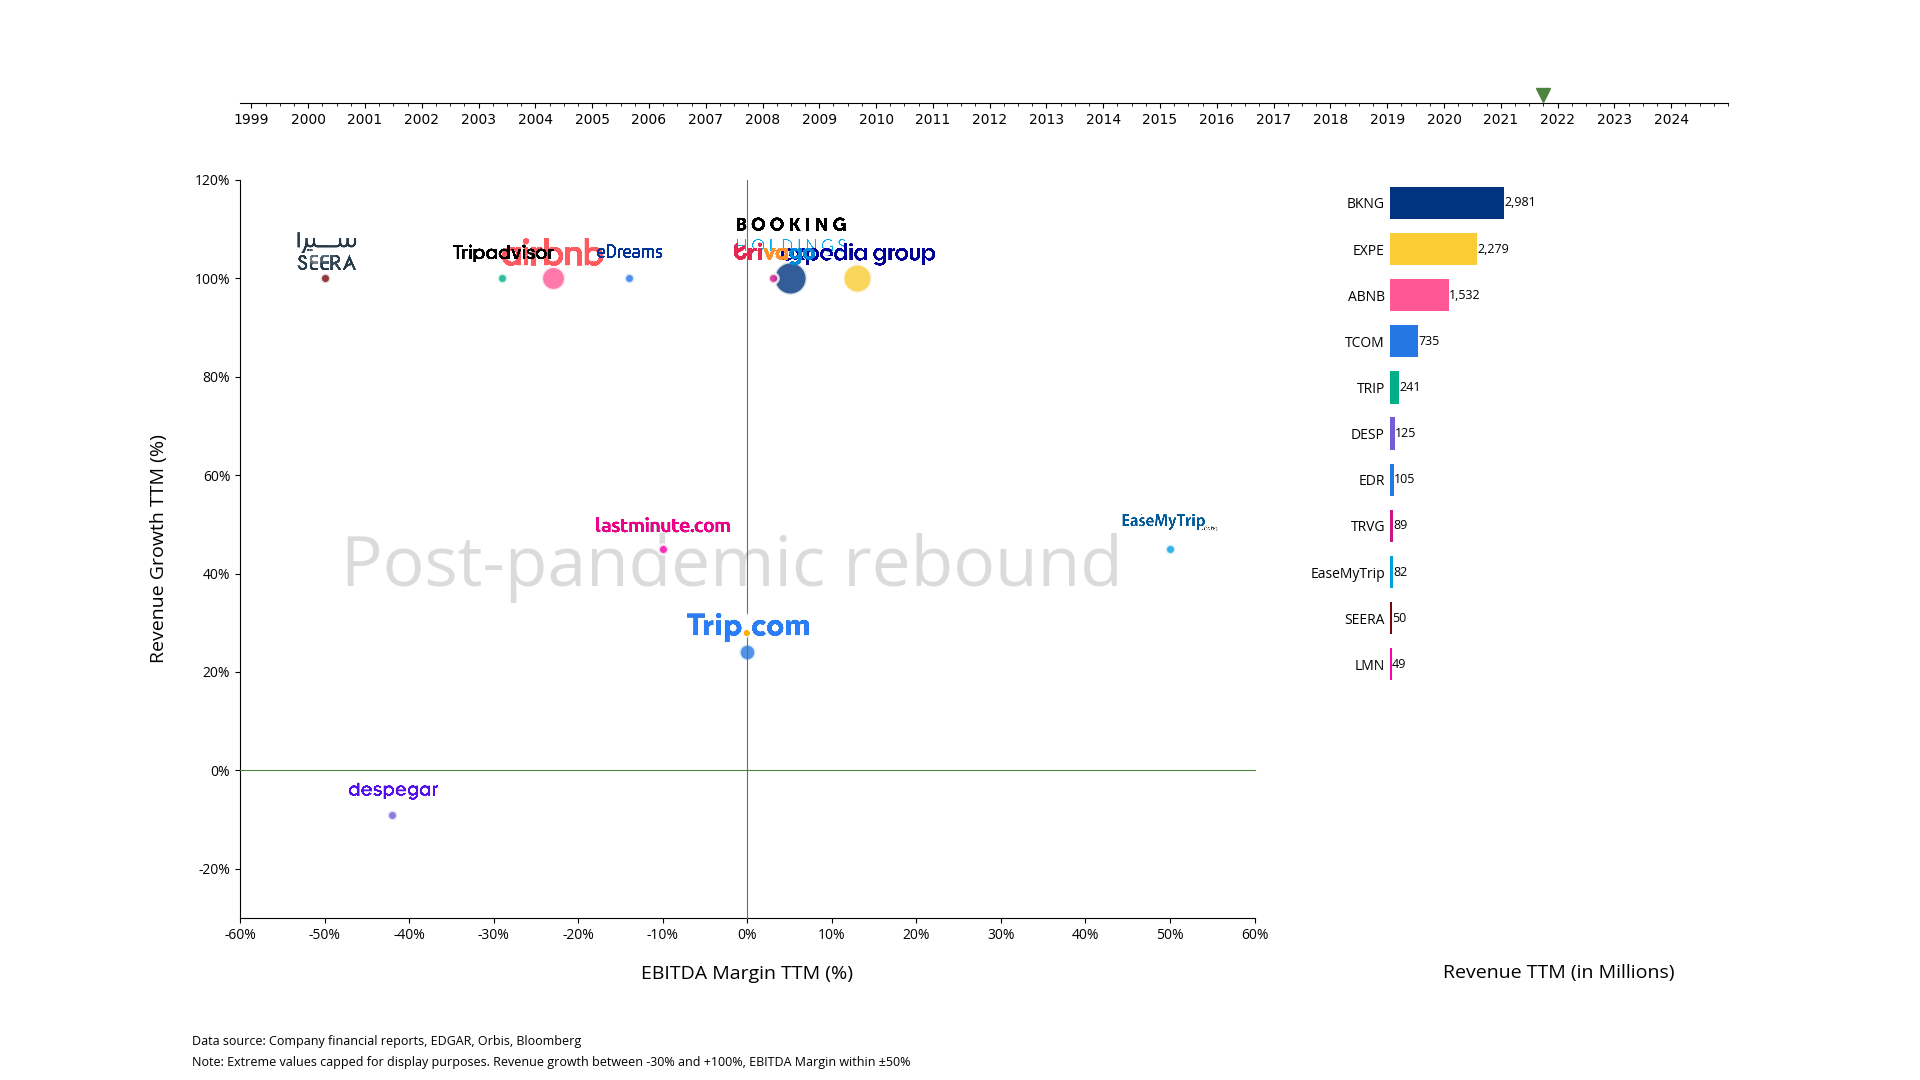 1999 2000 2001 2002 2003 2004 2005 2006 2007 2008 2009 2010 2011 2012 2013 2014 2015 2016 2017 2018 2019 2020 2021 2022 2023 2024
Revenue Growth TTM (%)
120%
100%
80%
60%
40%
20%
0%
-20%
سيرا
SEERA
Tripadvisor
airbnb
eDreams
BOOKING
HOLDINGS
trivago
expedia group
lastminute.com
EaseMyTrip
Post-pandemic rebound
Trip.com
despegar
-60% -50% -40% -30% -20% -10% 0% 10% 20% 30% 40% 50% 60%
EBITDA Margin TTM (%)
BKNG 2,981
EXPE 2,279
ABNB 1,532
TCOM 735
TRIP 241
DESP 125
EDR 105
TRVG 89
EaseMyTrip 82
SEERA 50
LMN 49
Revenue TTM (in Millions)
Data source: Company financial reports, EDGAR, Orbis, Bloomberg
Note: Extreme values capped for display purposes. Revenue growth between -30% and +100%, EBITDA Margin within ±50%